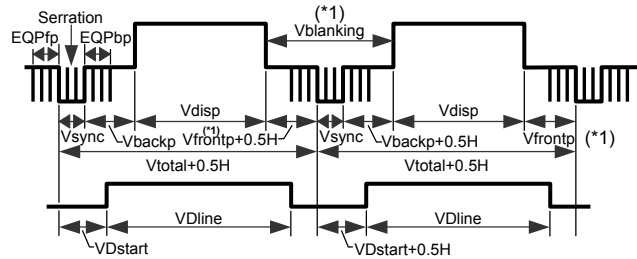 (*1)
Serration
Vblanking
EQPfp
EQPbp
Vdisp
Vdisp
Vsync
Vbackp
(*1)
Vfrontp+0.5H
Vsync
Vbackp+0.5H
Vfrontp
(*1)
Vtotal+0.5H
Vtotal+0.5H
VDline
VDline
VDstart
VDstart+0.5H